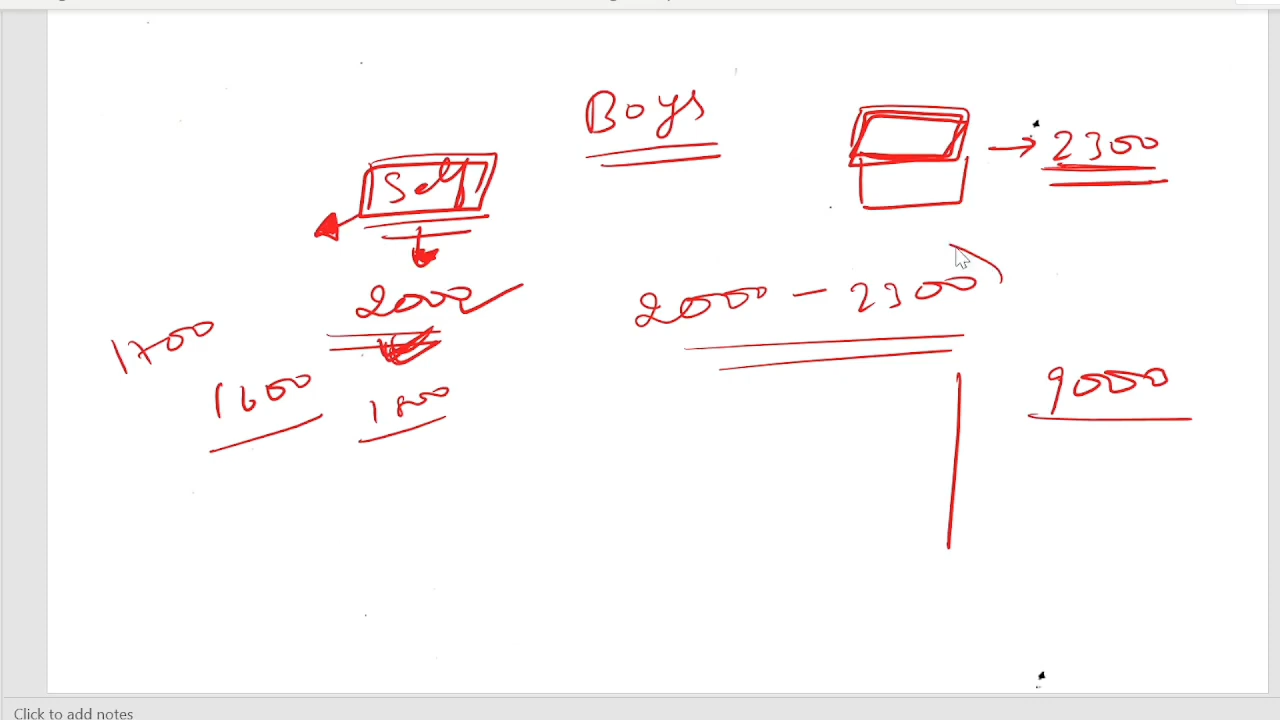 Boys
→ 2300
Self
2000
2000 - 2300
1700
1600
1800
9000
Click to add notes